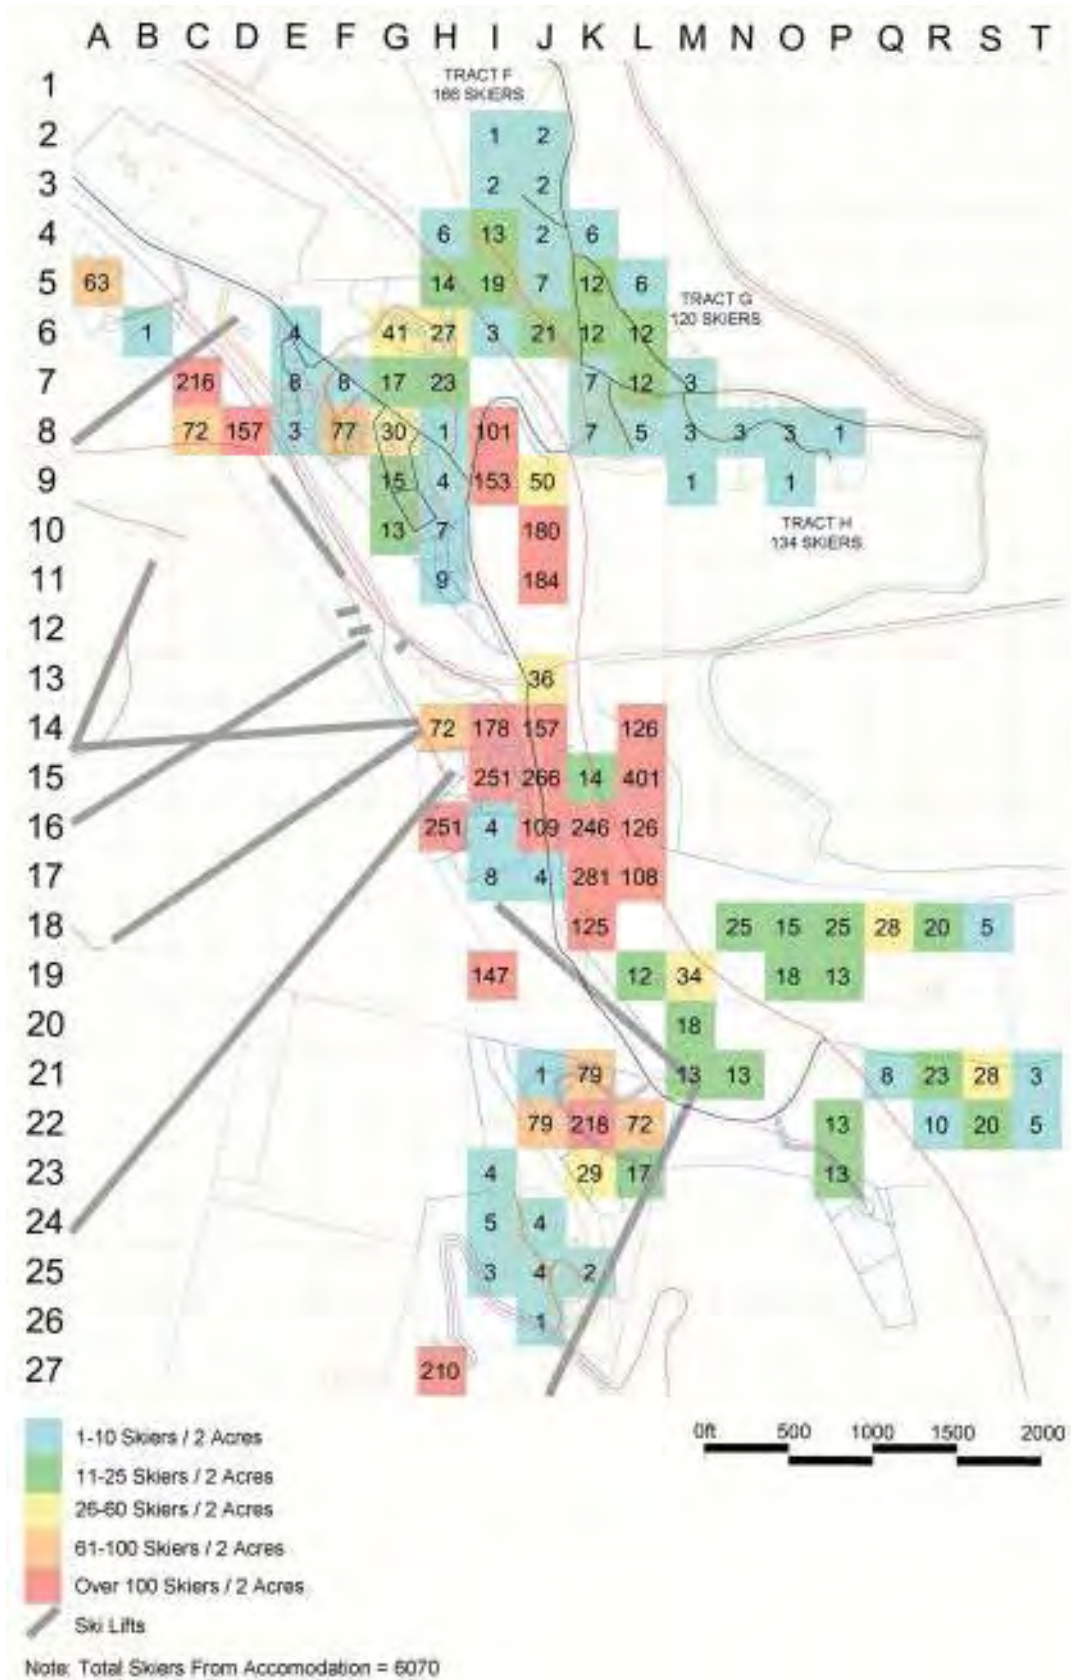 A B C D E F G H I J K L M N O P Q R S T
1
TRACT F
166 SKIERS
2 1 2
3 2 2
4 6 13 2 6
5 63 14 19 7 12 6
TRACT G
120 SKIERS
6 1 4 41 27 3 21 12 12
7 216 8 8 17 23 7 12 3
8 72 157 3 77 30 1 101 7 5 3 3 3 1
9 15 4 153 50 1 1
10 13 7 180
TRACT H
134 SKIERS
11 9 184
12
13 36
14 72 178 157 126
15 251 266 14 401
16 251 4 109 246 126
17 8 4 281 108
18 125 25 15 25 28 20 5
19 147 12 34 18 13
20 18
21 1 79 13 13 8 23 28 3
22 79 218 72 13 10 20 5
23 4 29 17 13
24 5 4
25 3 4 2
26 1
27 210
1-10 Skiers / 2 Acres
11-25 Skiers / 2 Acres
26-60 Skiers / 2 Acres
61-100 Skiers / 2 Acres
Over 100 Skiers / 2 Acres
Ski Lifts
0ft 500 1000 1500 2000
Note: Total Skiers From Accomodation = 6070